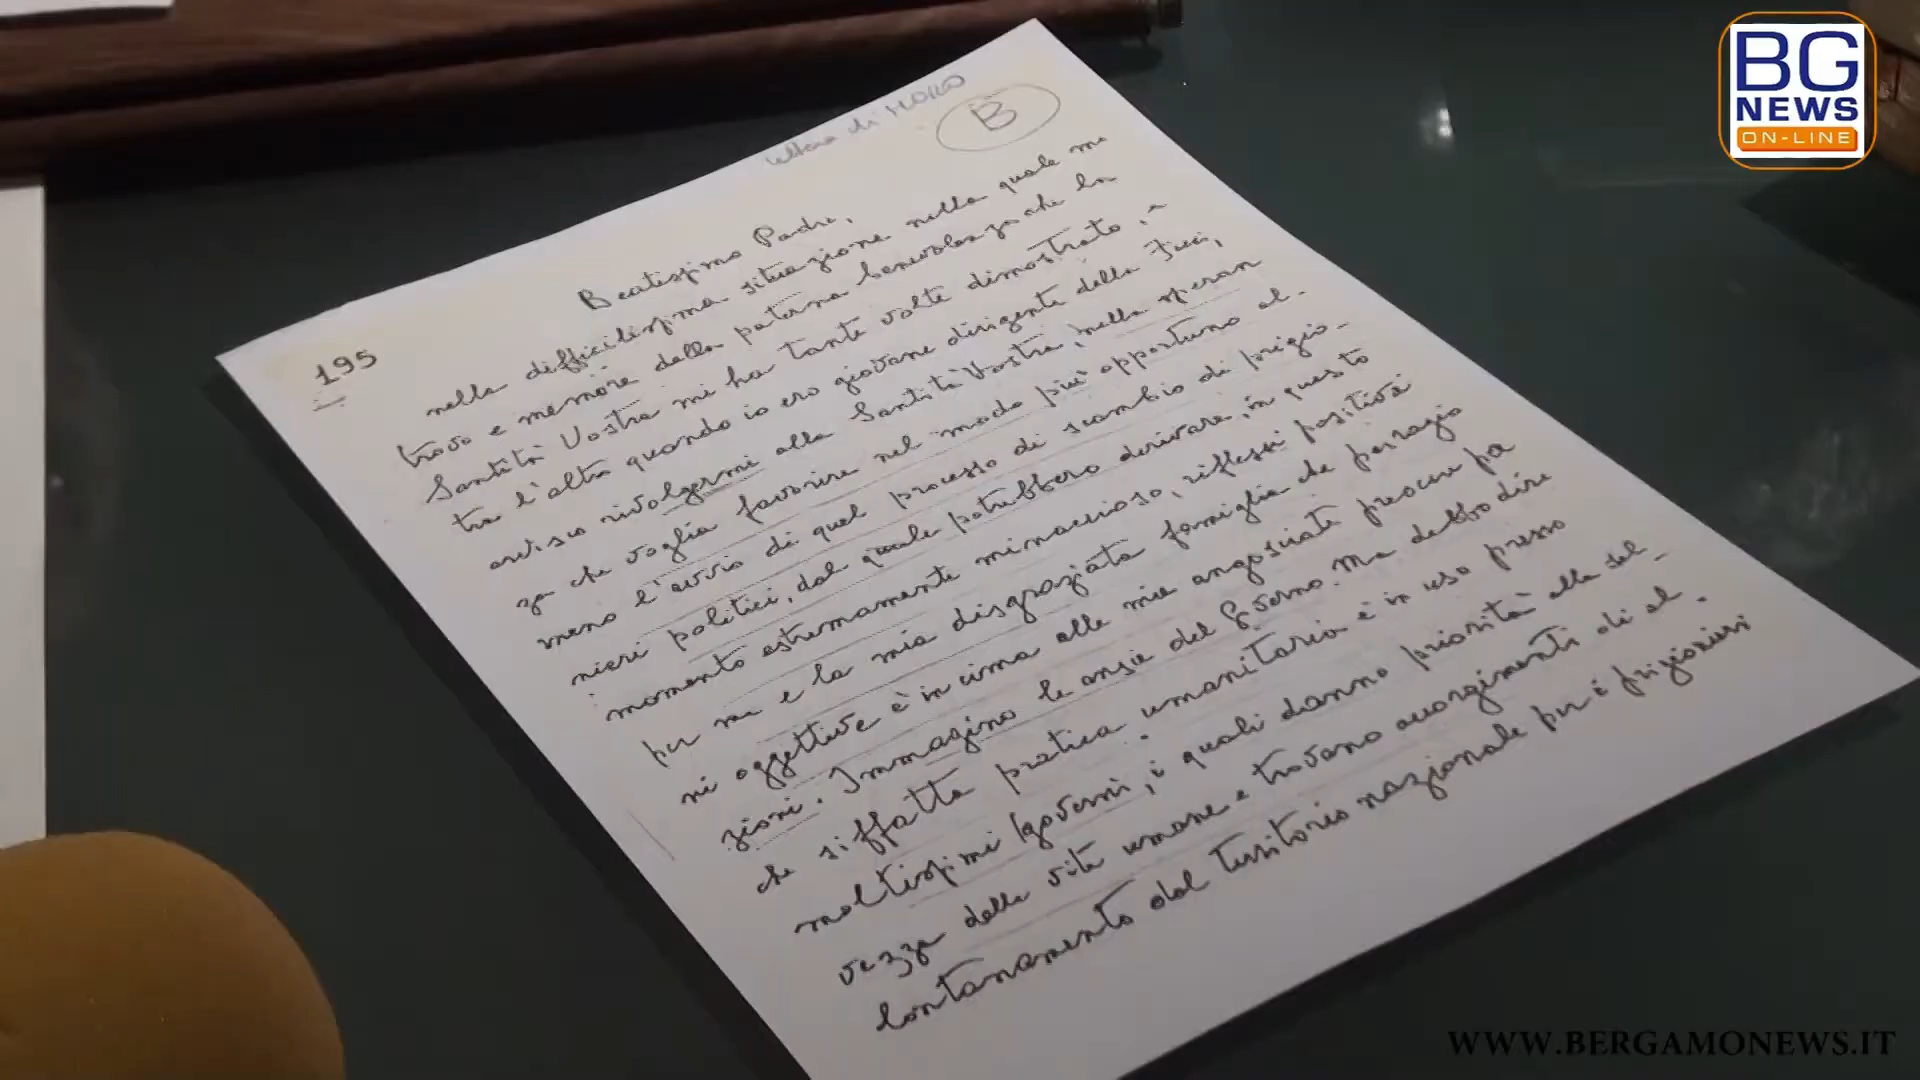 BG
NEWS
ON-LINE
lettera di MORO
B
195
Beatissimo Padre,
nella difficilissima situazione nella quale mi
trovo e memore della paterna benevolenza che la
Santità Vostra mi ha tante volte dimostrato, e
tra l'altro quando io ero giovane dirigente della Fuci,
ardisco rivolgermi alla Santità Vostra, nella speran
za che voglia favorire nel modo più opportuno al-
meno l'avvio di quel processo di scambio di prigio-
nieri politici, dal quale potrebbero derivare, in questo
momento estremamente minaccioso, riflessi positivi
per me e la mia disgraziata famiglia che per ragio
ni oggettive è in cima alle mie angosciate preoccupa
zioni. Immagino le ansie del Governo. Ma debbo dire
che siffatta pratica umanitaria è in uso presso
moltissimi governi, i quali danno priorità alla sal-
vezza delle vite umane e trovano accorgimenti di al-
lontanamento dal territorio nazionale per i prigionieri
WWW.BERGAMONEWS.IT